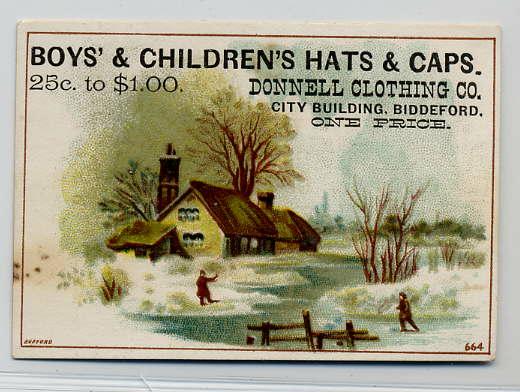 BOYS' & CHILDREN'S HATS & CAPS.
25c. to $1.00.
DONNELL CLOTHING CO.
CITY BUILDING, BIDDEFORD.
ONE PRICE.
BUFFORD
664